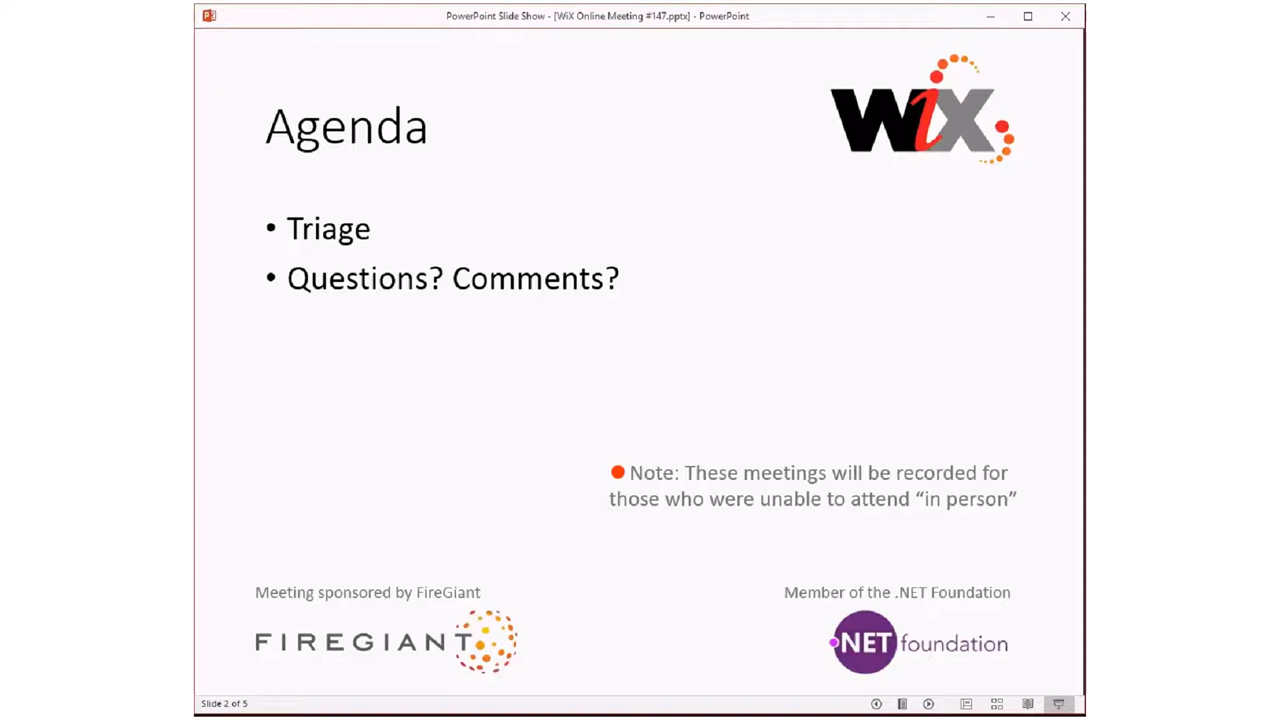 PowerPoint Slide Show - [WiX Online Meeting #147.pptx] - PowerPoint
WiX
Agenda
• Triage
• Questions? Comments?
Note: These meetings will be recorded for
those who were unable to attend “in person”
Meeting sponsored by FireGiant
Member of the .NET Foundation
FIREGIANT
.NET foundation
Slide 2 of 5